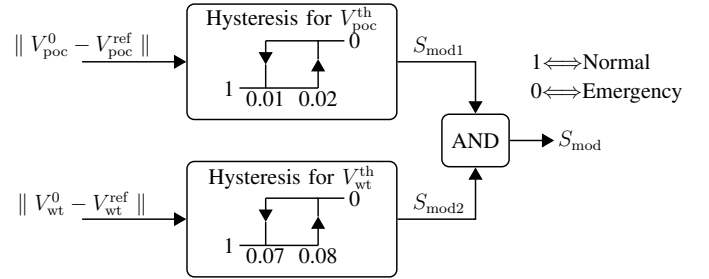 Hysteresis for V_poc^th
‖ V_poc^0 − V_poc^ref ‖
0
1
0.01 0.02
S_mod1
1⟺Normal
0⟺Emergency
AND
S_mod
Hysteresis for V_wt^th
‖ V_wt^0 − V_wt^ref ‖
0
1
0.07 0.08
S_mod2